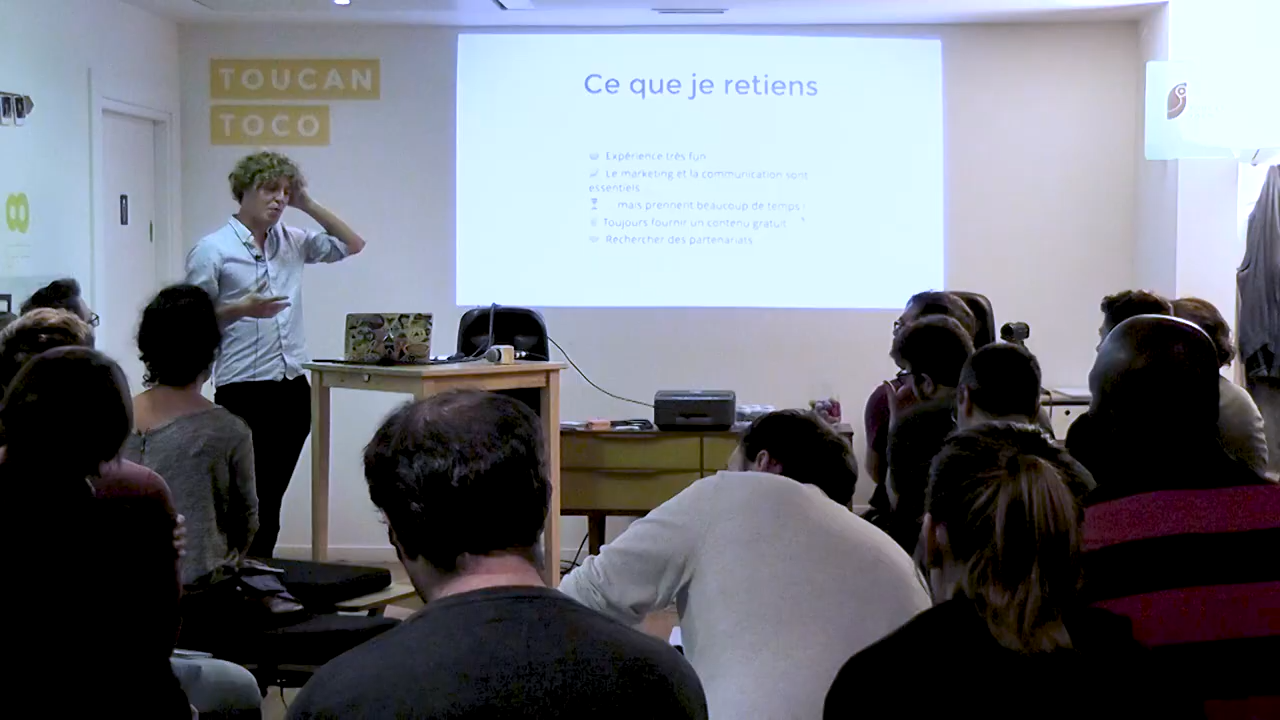 TOUCAN
TOCO
Ce que je retiens
Expérience très fun
Le marketing et la communication sont
essentiels
mais prennent beaucoup de temps !
Toujours fournir un contenu gratuit
Rechercher des partenariats